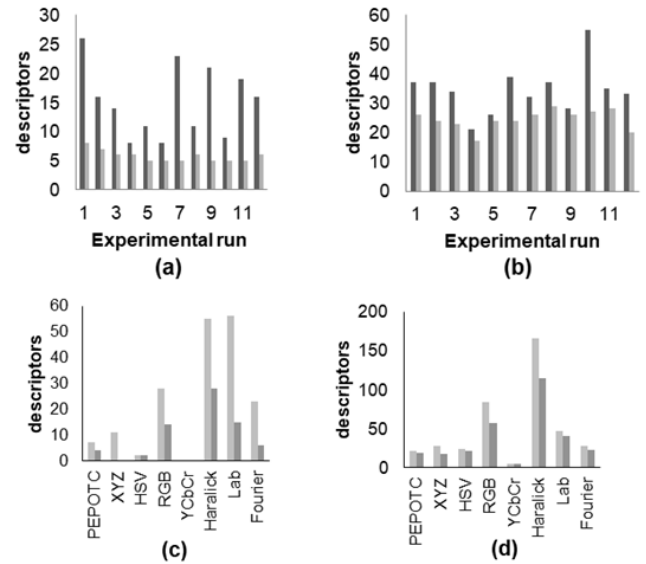 descriptors
30
25
20
15
10
5
0
1 3 5 7 9 11
Experimental run
(a)
descriptors
60
50
40
30
20
10
0
1 3 5 7 9 11
Experimental run
(b)
descriptors
60
50
40
30
20
10
0
PEPOTC
XYZ
HSV
RGB
YCbCr
Haralick
Lab
Fourier
(c)
descriptors
200
150
100
50
0
PEPOTC
XYZ
HSV
RGB
YCbCr
Haralick
Lab
Fourier
(d)